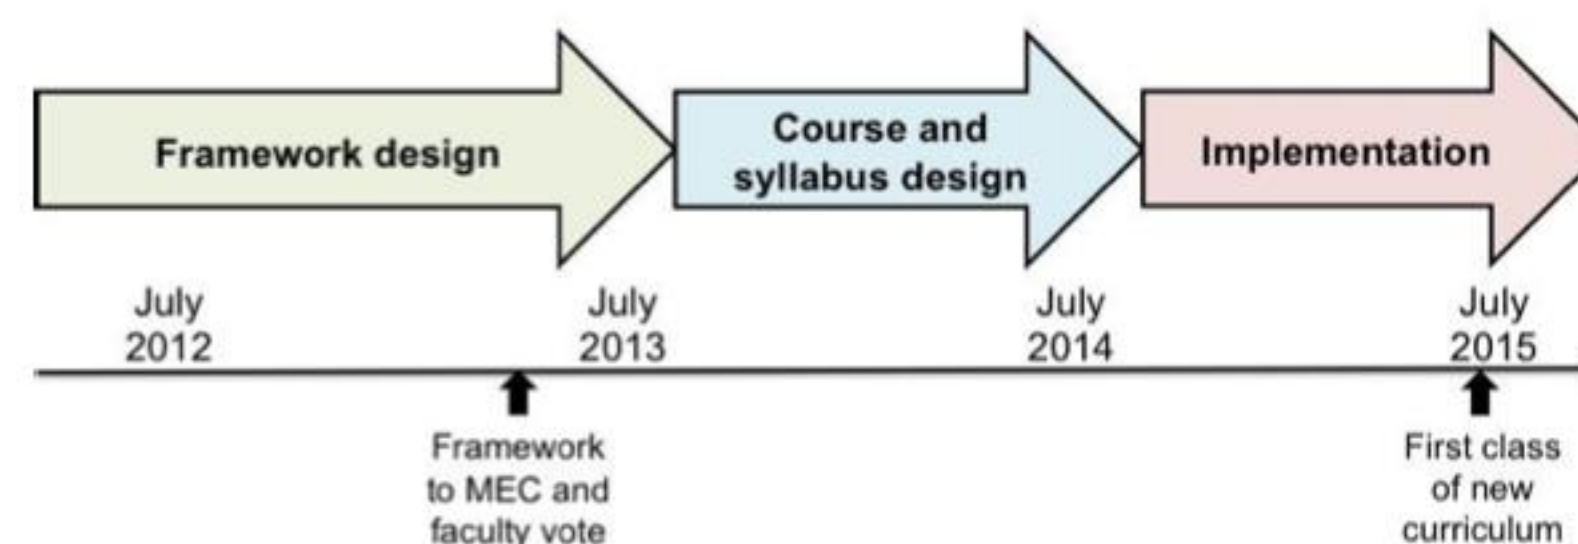 Framework design
Course and
syllabus design
Implementation
July
2012
July
2013
July
2014
July
2015
Framework
to MEC and
faculty vote
First class
of new
curriculum